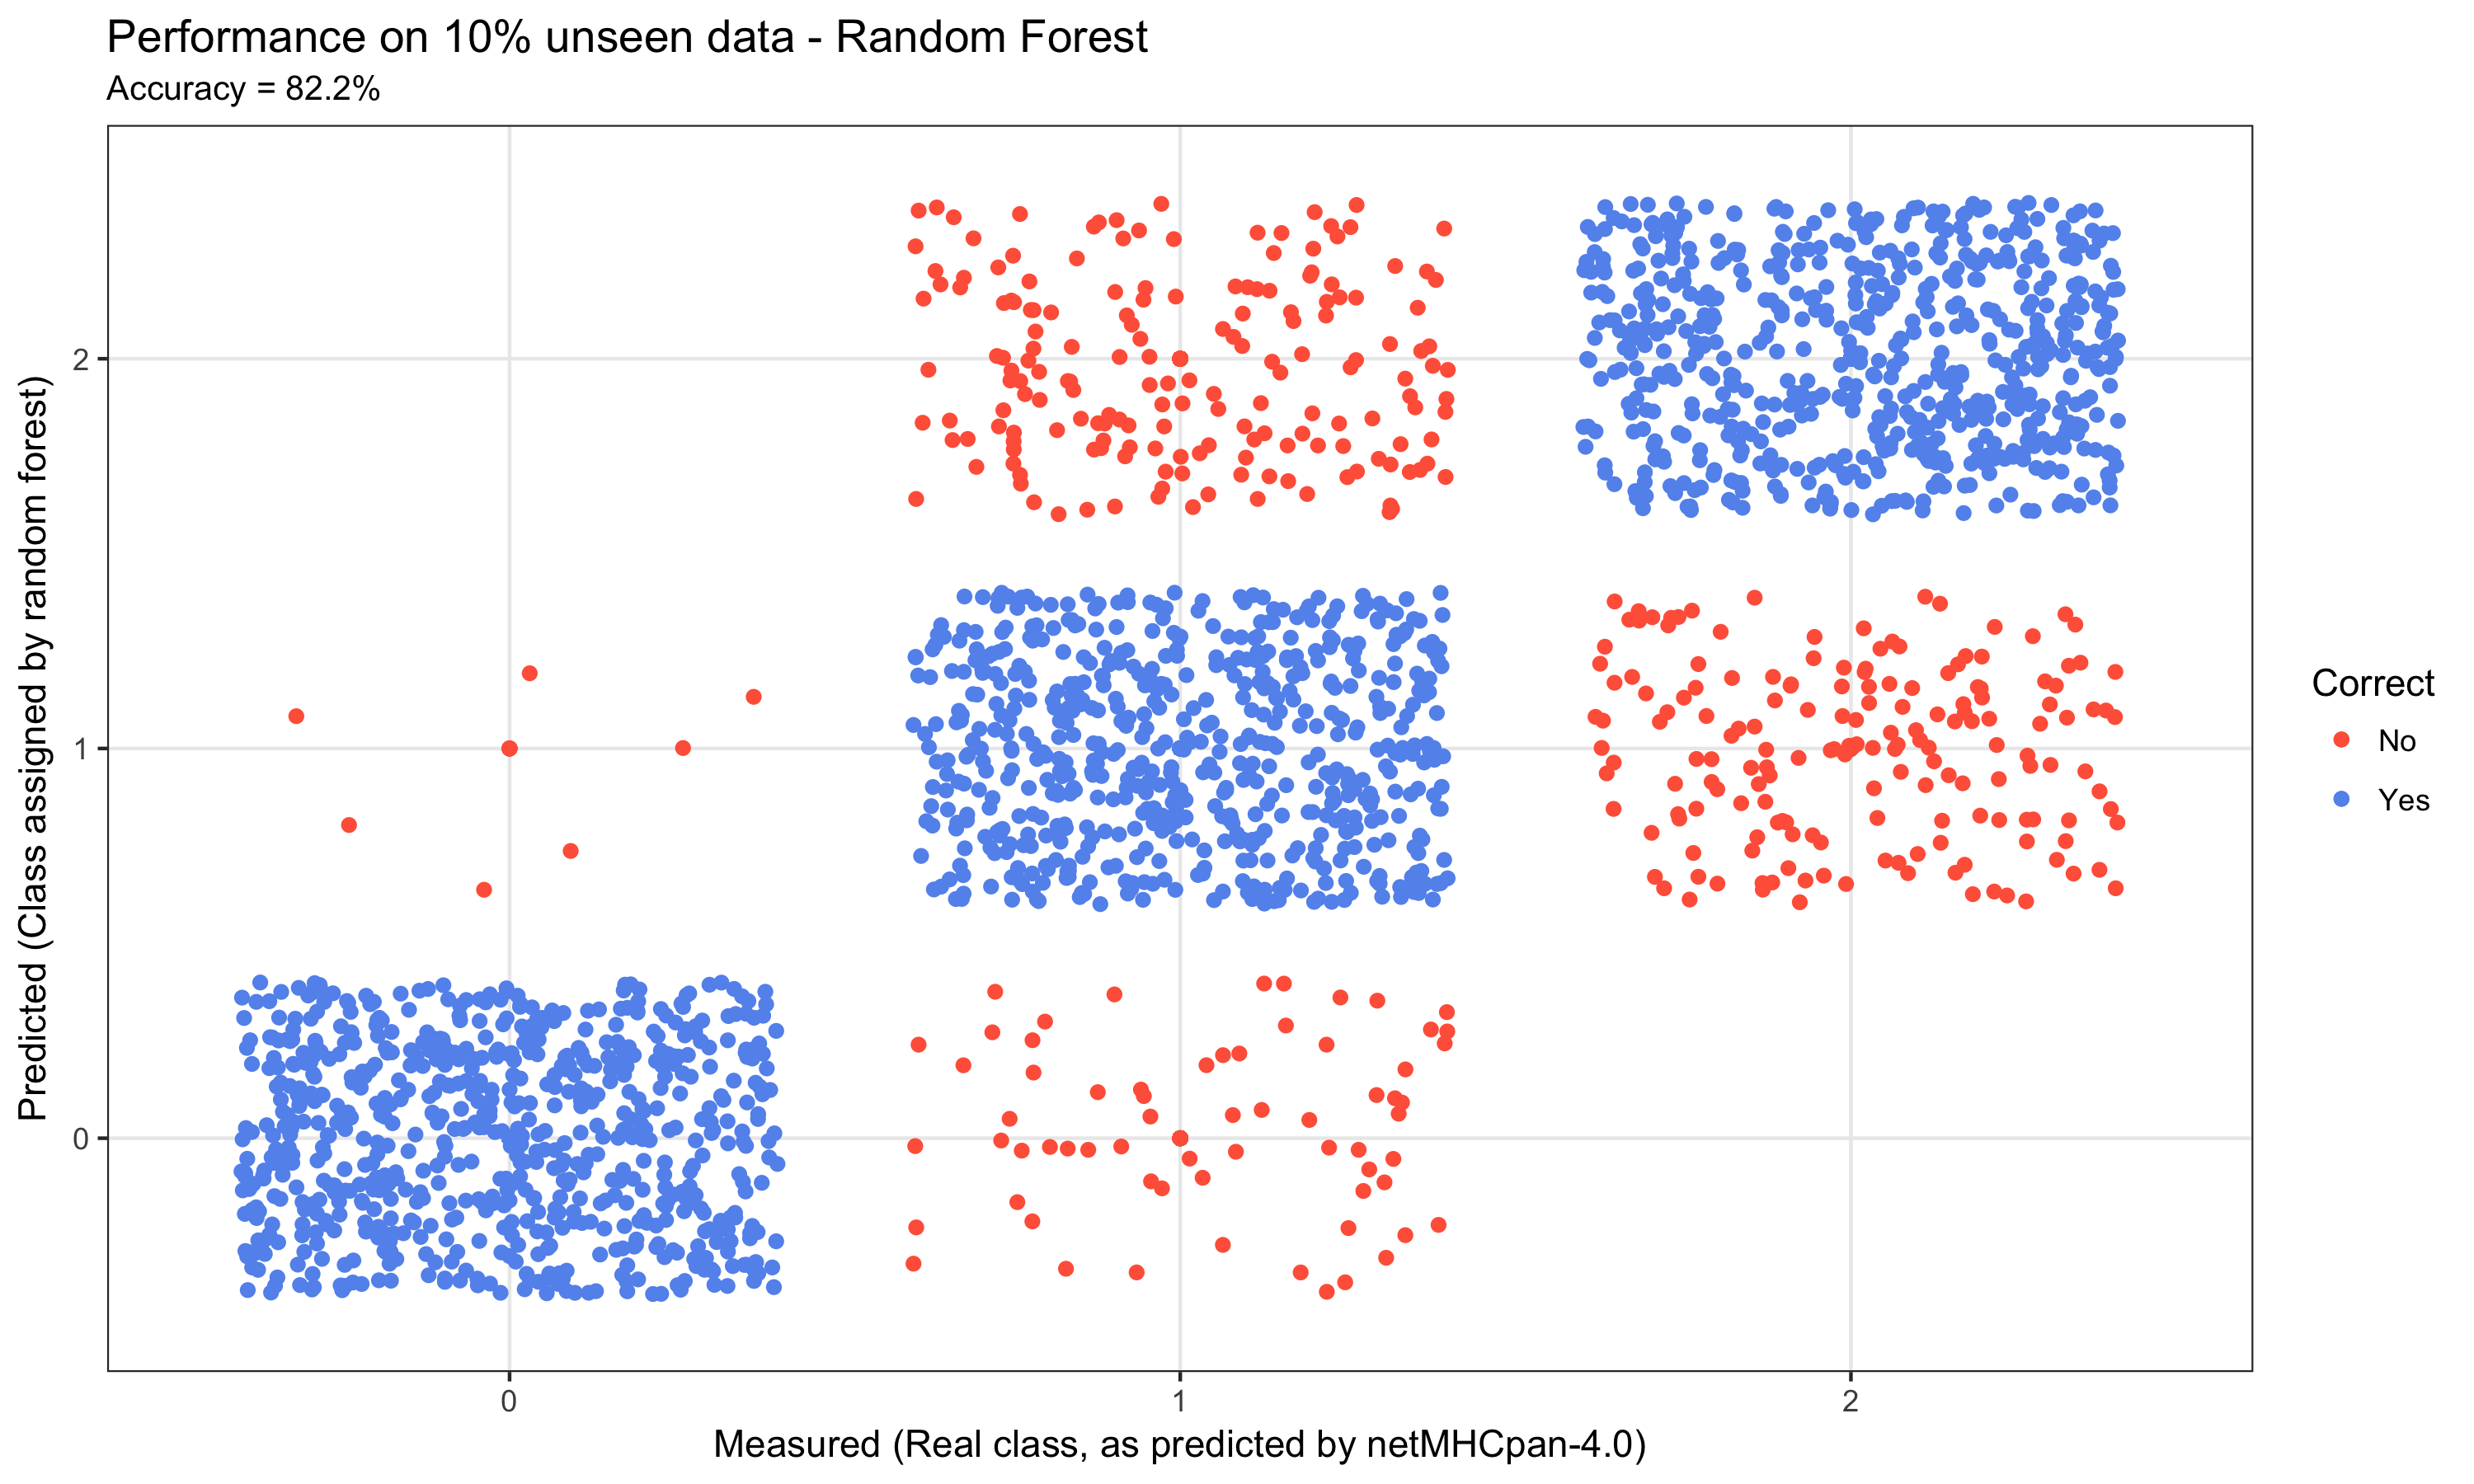 Performance on 10% unseen data - Random Forest
Accuracy = 82.2%
Predicted (Class assigned by random forest)
2
1
0
0
1
2
Measured (Real class, as predicted by netMHCpan-4.0)
Correct
No
Yes